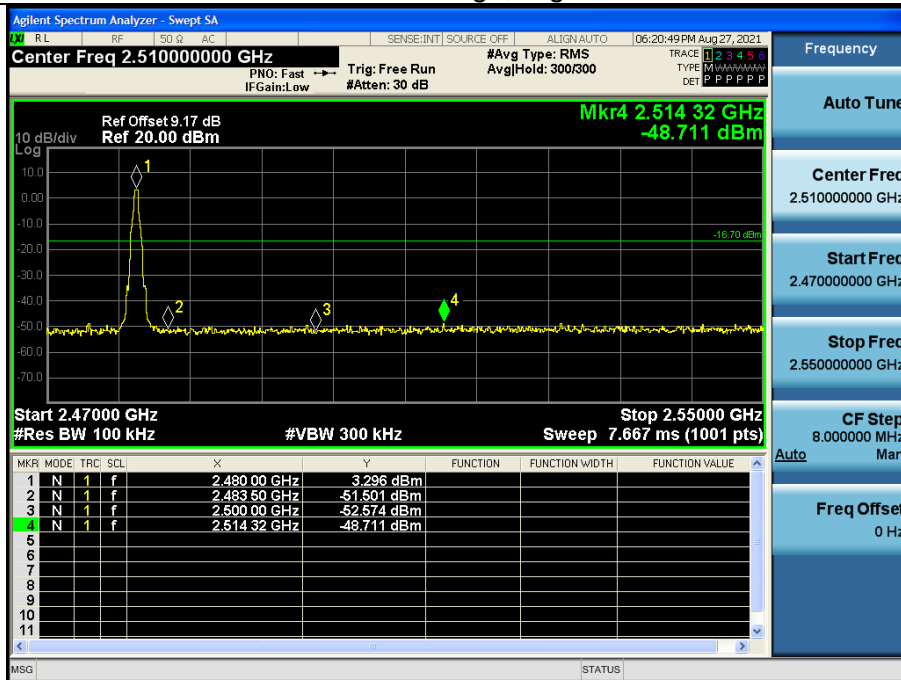 Agilent Spectrum Analyzer - Swept SA
LXI RL RF 50 Ω AC SENSE:INT SOURCE OFF ALIGN AUTO 06:20:49 PM Aug 27, 2021
Center Freq 2.510000000 GHz
PNO: Fast
IFGain:Low
Trig: Free Run
#Atten: 30 dB
#Avg Type: RMS
Avg|Hold: 300/300
TRACE 1 2 3 4 5 6
TYPE M W W W W W
DET P P P P P P
Mkr4 2.514 32 GHz
-48.711 dBm
Ref Offset 9.17 dB
10 dB/div Ref 20.00 dBm
Log
10.0
0.00
-10.0
-20.0
-30.0
-40.0
-50.0
-60.0
-70.0
1
2
3
4
-16.70 dBm
Start 2.47000 GHz Stop 2.55000 GHz
#Res BW 100 kHz #VBW 300 kHz Sweep 7.667 ms (1001 pts)
MKR MODE TRC SCL X Y FUNCTION FUNCTION WIDTH FUNCTION VALUE
1 N 1 f 2.480 00 GHz 3.296 dBm
2 N 1 f 2.483 50 GHz -51.501 dBm
3 N 1 f 2.500 00 GHz -52.574 dBm
4 N 1 f 2.514 32 GHz -48.711 dBm
5
6
7
8
9
10
11
MSG STATUS
Frequency
Auto Tune
Center Freq
2.510000000 GHz
Start Freq
2.470000000 GHz
Stop Freq
2.550000000 GHz
CF Step
8.000000 MHz
Auto Man
Freq Offset
0 Hz